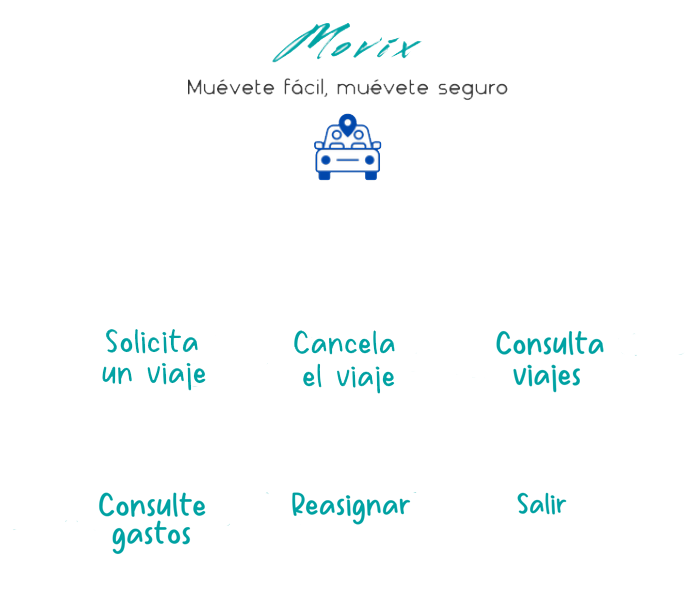 Movix
Muévete fácil, muévete seguro
Solicita
un viaje
Cancela
el viaje
Consulta
viajes
Consulte
gastos
Reasignar
Salir